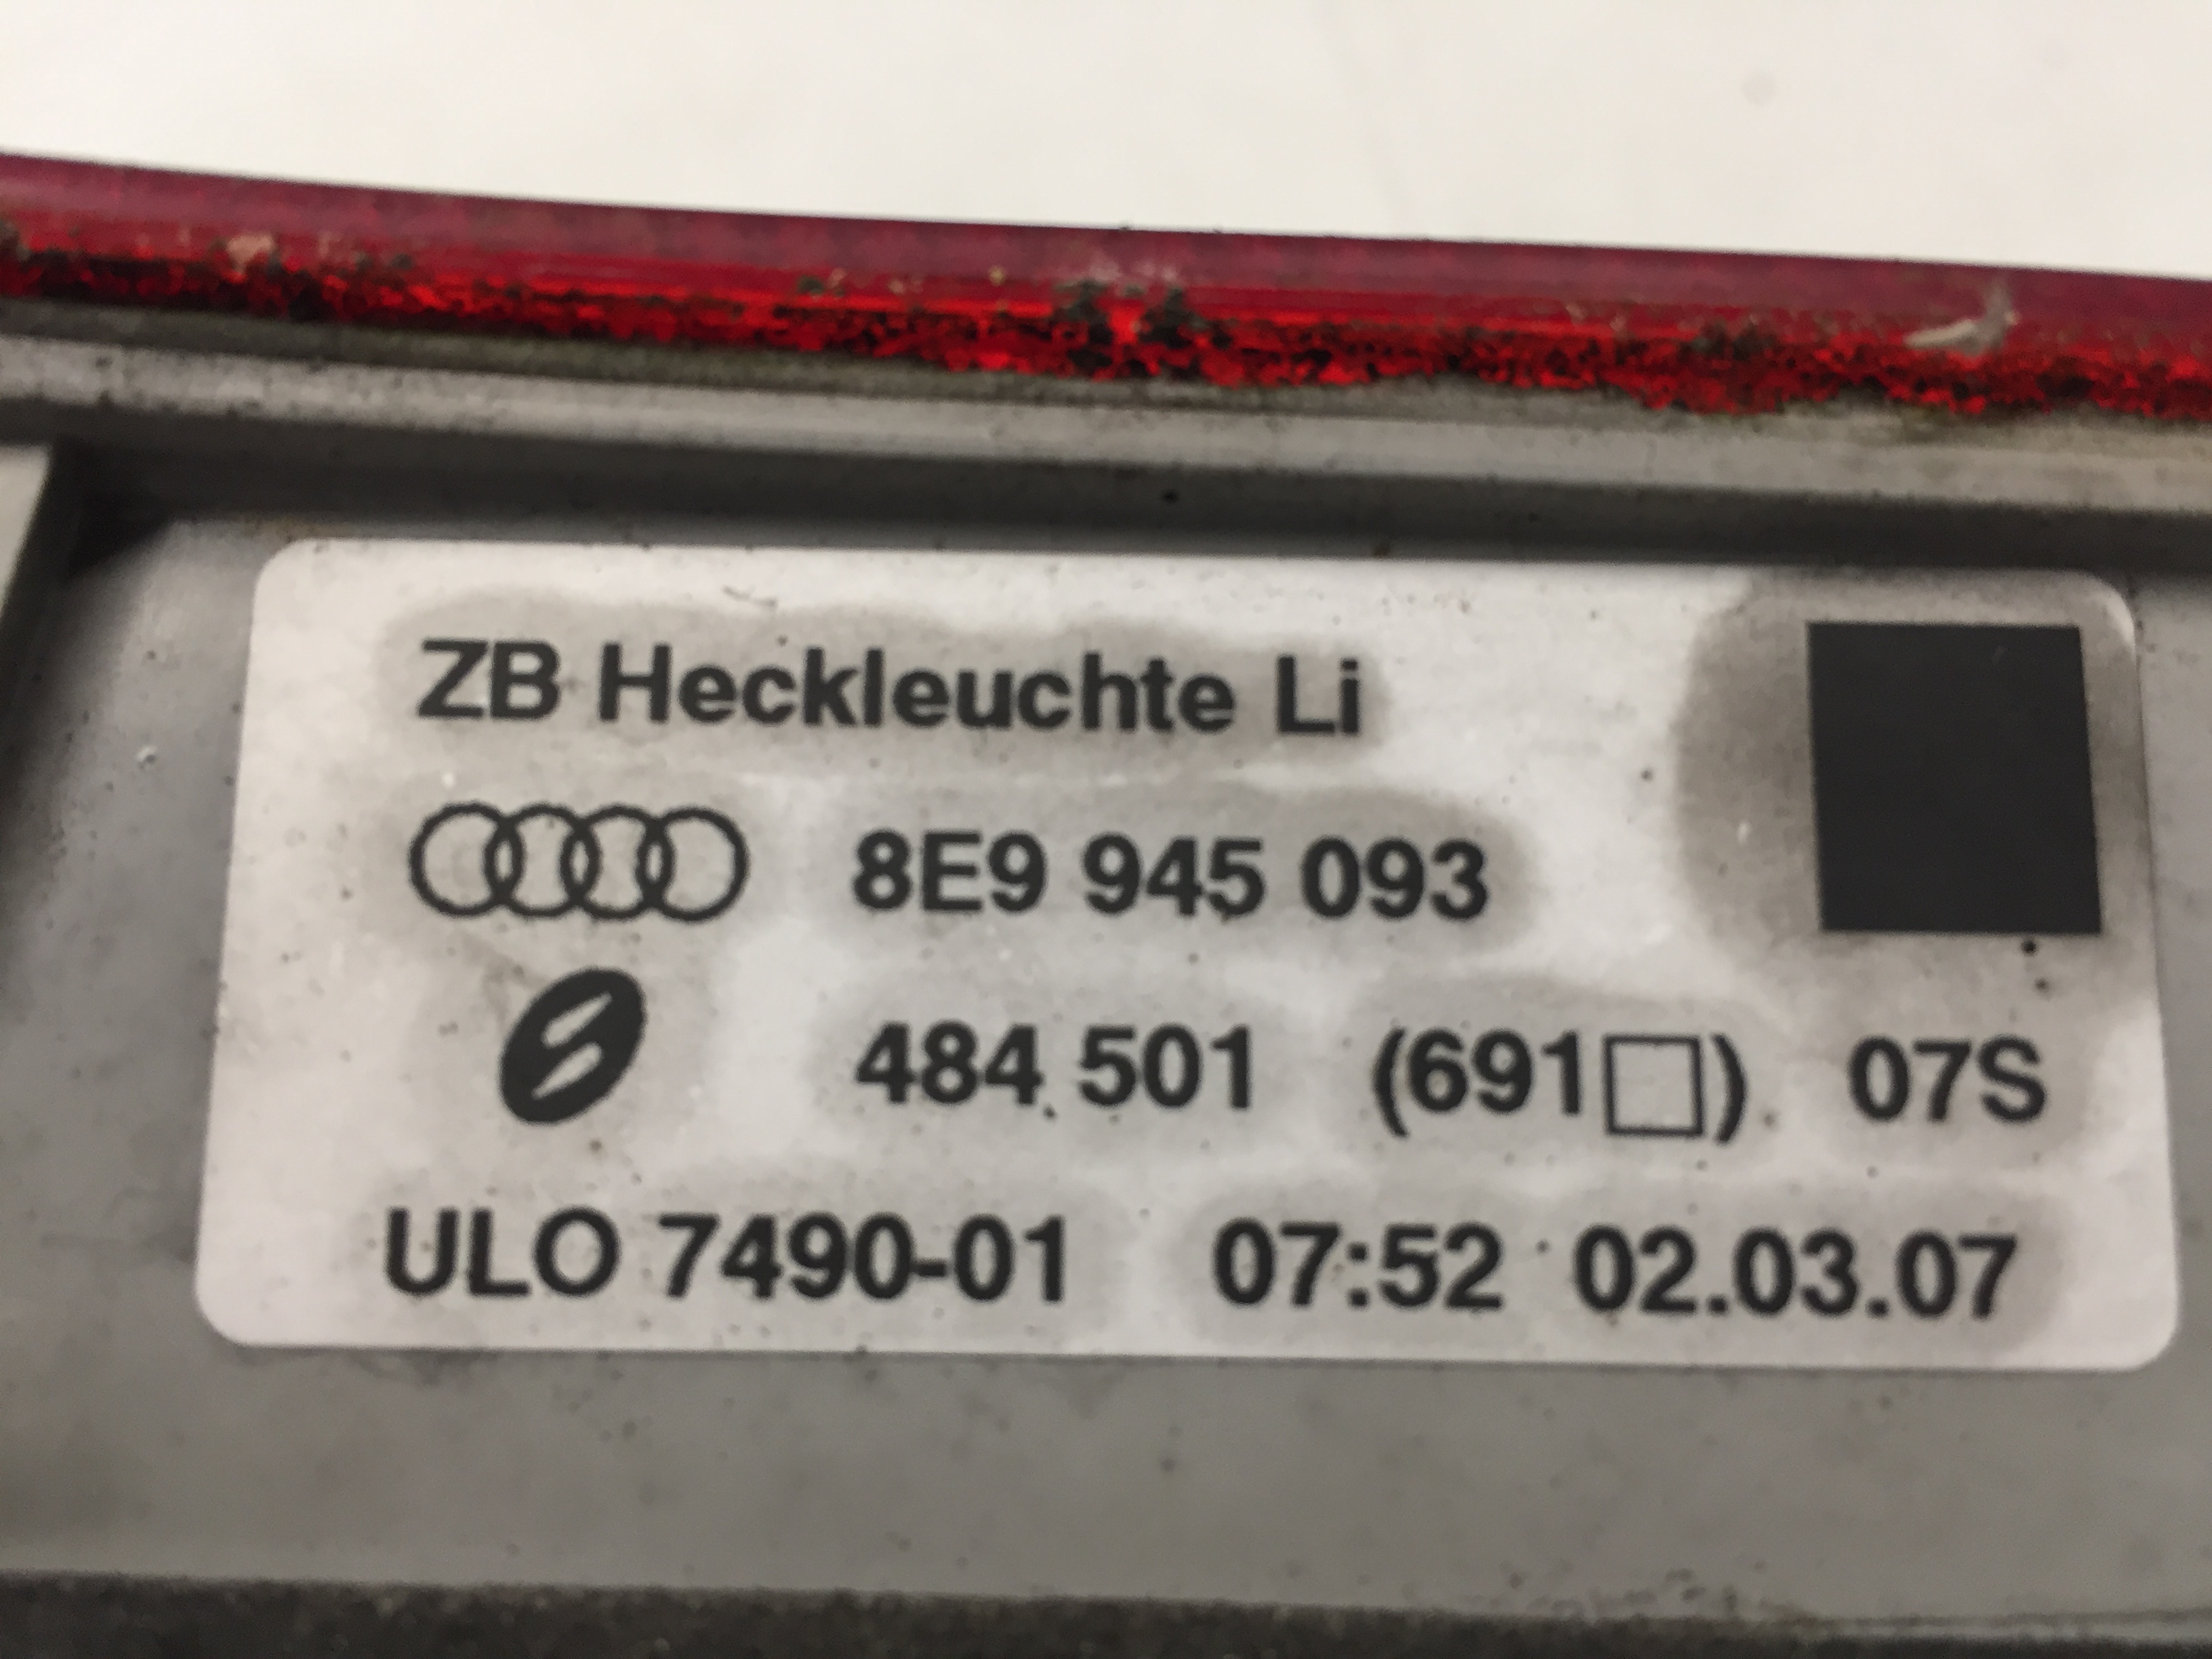 ZB Heckleuchte Li
8E9 945 093
484 501 (691□) 07S
ULO 7490-01 07:52 02.03.07